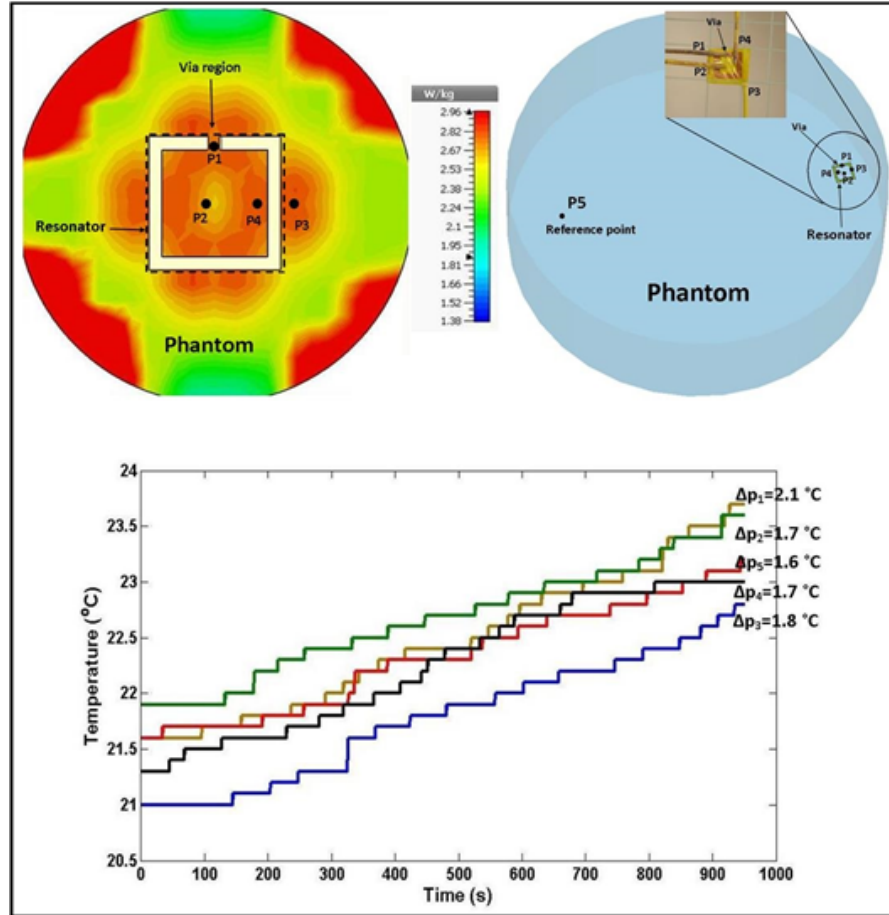 Via region
P1
P2
P4
P3
Resonator
Phantom
W/kg
2.96
2.82
2.67
2.53
2.39
2.24
2.1
1.95
1.81
1.66
1.52
1.38
Via
P1
P4
P2
P3
Via
P1
P4
P3
P2
P5
Reference point
Resonator
Phantom
24
23.5
23
22.5
22
21.5
21
20.5
Temperature (°C)
Δp₁=2.1 °C
Δp₂=1.7 °C
Δp₅=1.6 °C
Δp₄=1.7 °C
Δp₃=1.8 °C
0 100 200 300 400 500 600 700 800 900 1000
Time (s)